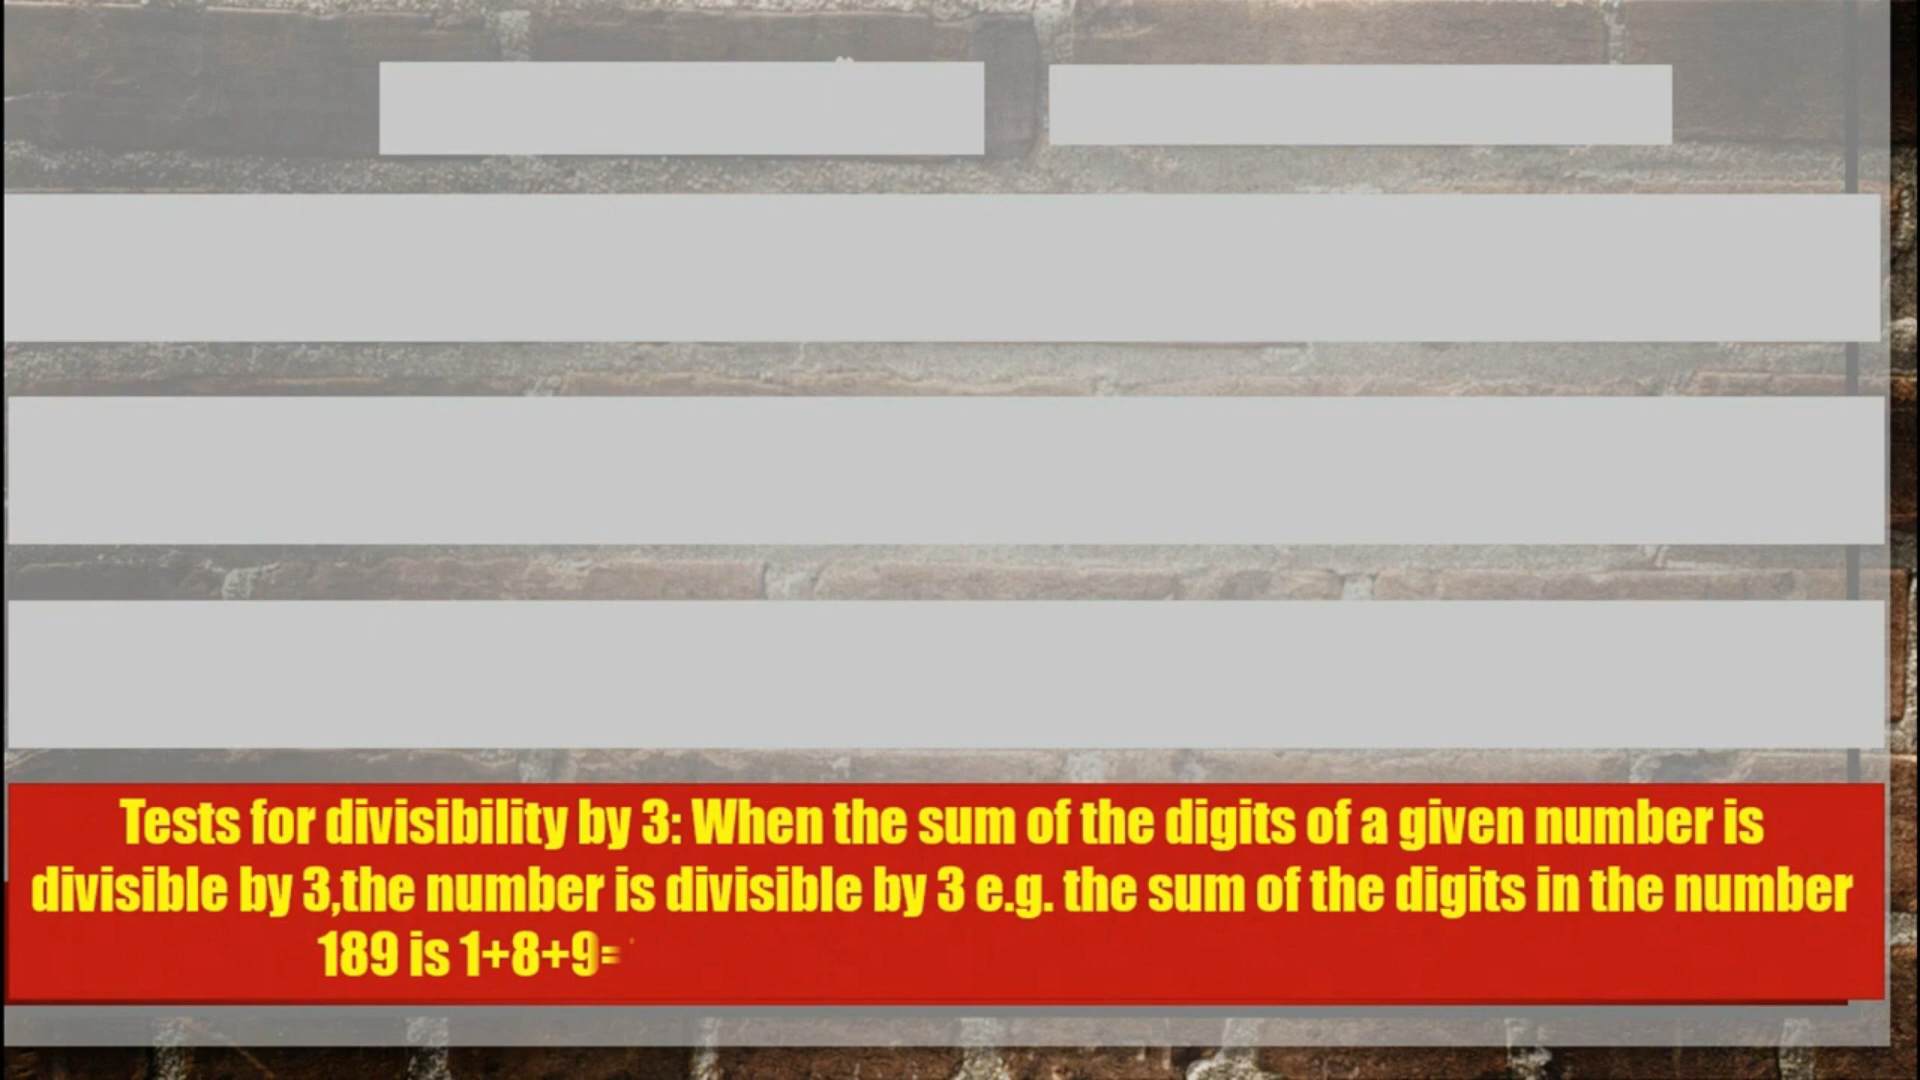 Tests for divisibility by 3: When the sum of the digits of a given number is
divisible by 3,the number is divisible by 3 e.g. the sum of the digits in the number
189 is 1+8+9=